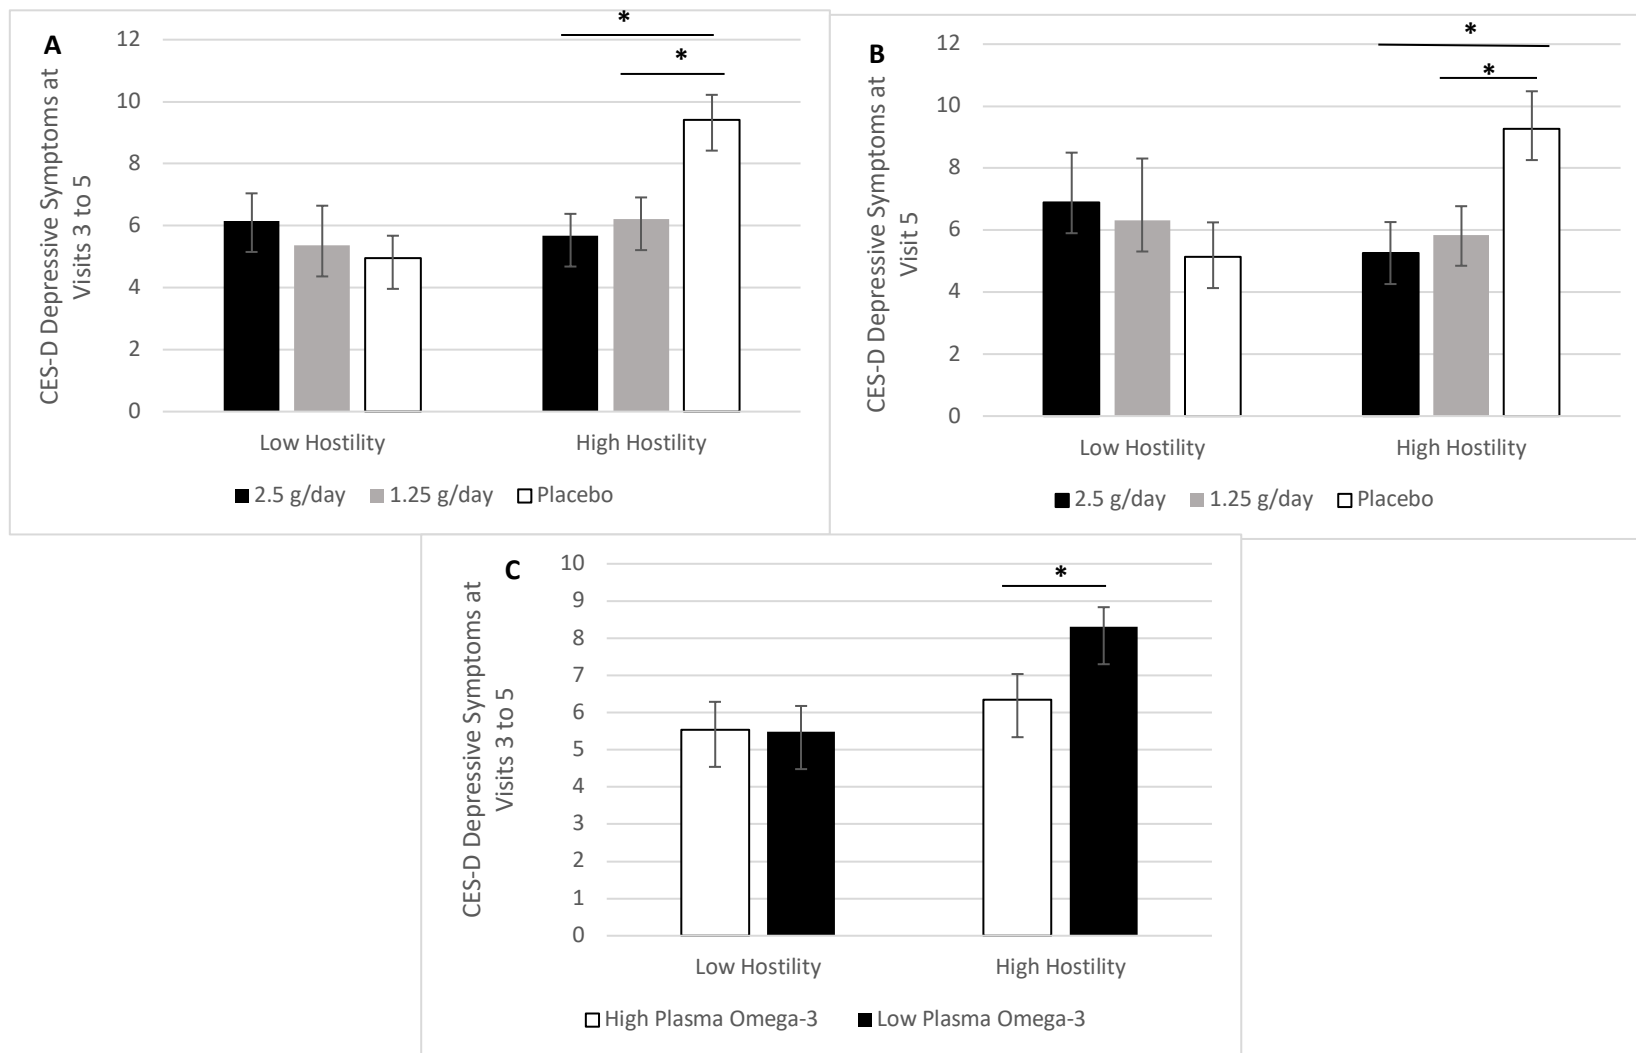 A
CES-D Depressive Symptoms at
Visits 3 to 5
12
10
8
6
4
2
0
*
*
Low Hostility High Hostility
2.5 g/day 1.25 g/day Placebo
B
CES-D Depressive Symptoms at
Visit 5
12
10
8
6
4
2
0
*
*
Low Hostility High Hostility
2.5 g/day 1.25 g/day Placebo
C
CES-D Depressive Symptoms at
Visits 3 to 5
10
9
8
7
6
5
4
3
2
1
0
*
Low Hostility High Hostility
High Plasma Omega-3 Low Plasma Omega-3